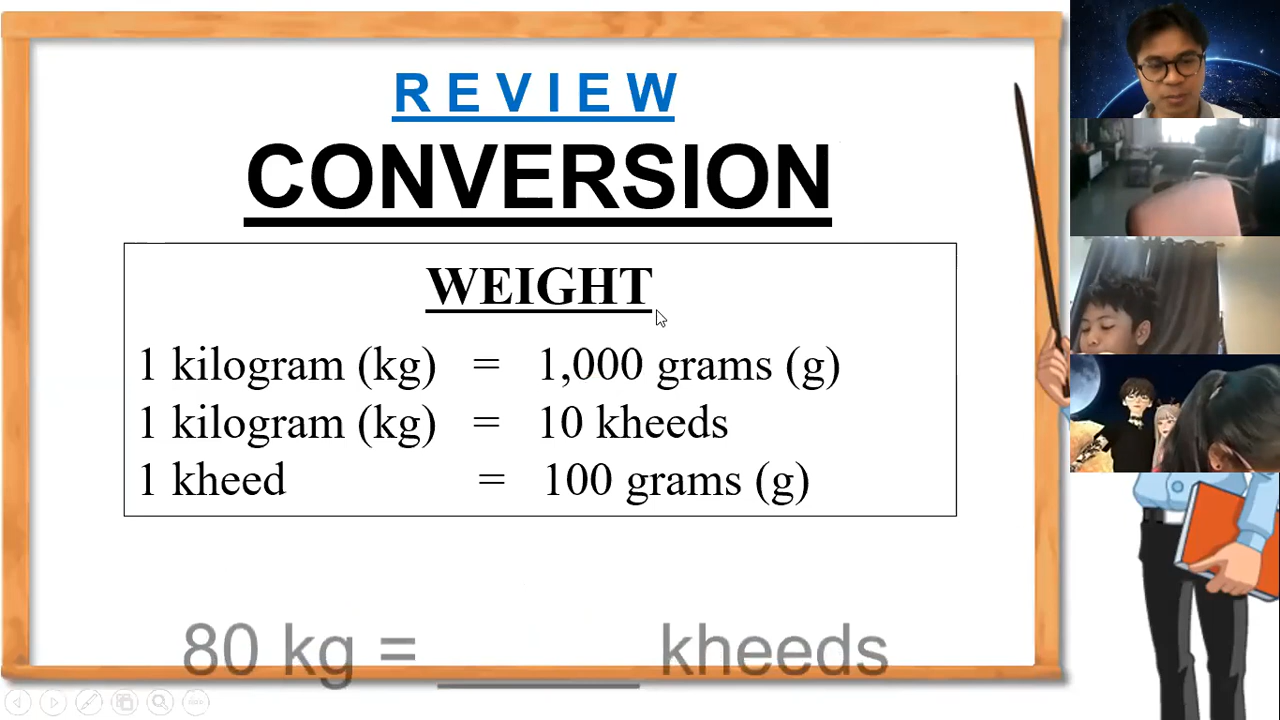 R E V I E W
CONVERSION
WEIGHT
1 kilogram (kg) = 1,000 grams (g)
1 kilogram (kg) = 10 kheeds
1 kheed = 100 grams (g)
80 kg = ________ kheeds